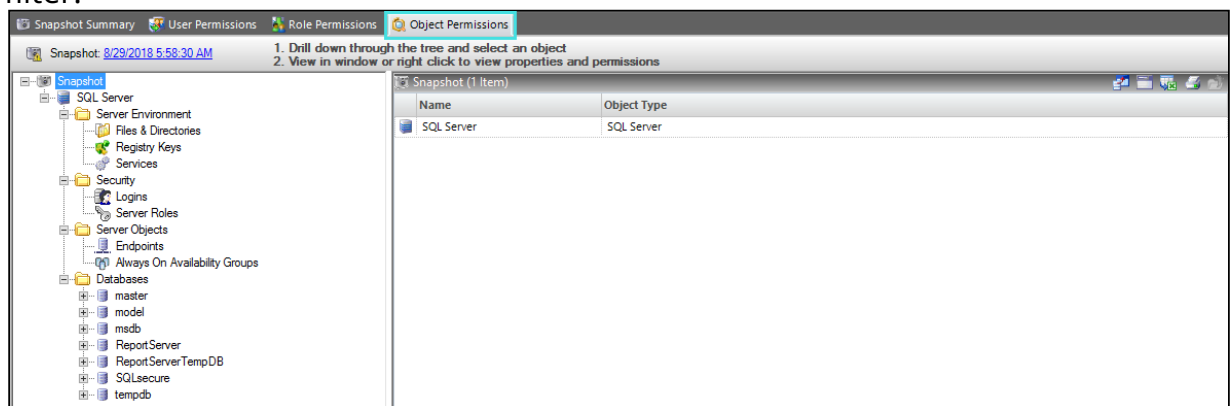 filter.
Snapshot Summary User Permissions Role Permissions Object Permissions
Snapshot: 8/29/2018 5:58:30 AM
1. Drill down through the tree and select an object
2. View in window or right click to view properties and permissions
Snapshot
SQL Server
Server Environment
Files & Directories
Registry Keys
Services
Security
Logins
Server Roles
Server Objects
Endpoints
Always On Availability Groups
Databases
master
model
msdb
ReportServer
ReportServerTempDB
SQLsecure
tempdb
Snapshot (1 Item)
Name Object Type
SQL Server SQL Server